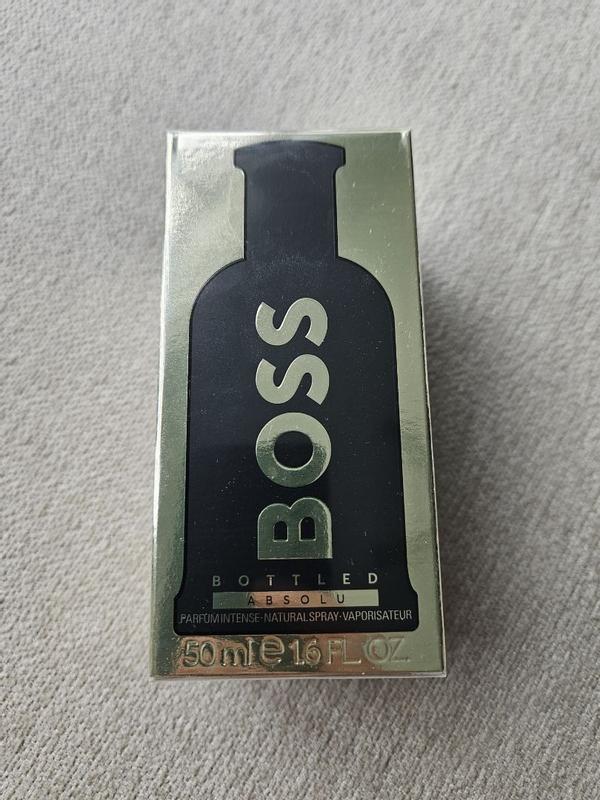 BOSS
BOTTLED
ABSOLU
PARFUM INTENSE·NATURAL SPRAY·VAPORISATEUR
50 ml e 1.6 FL. OZ.